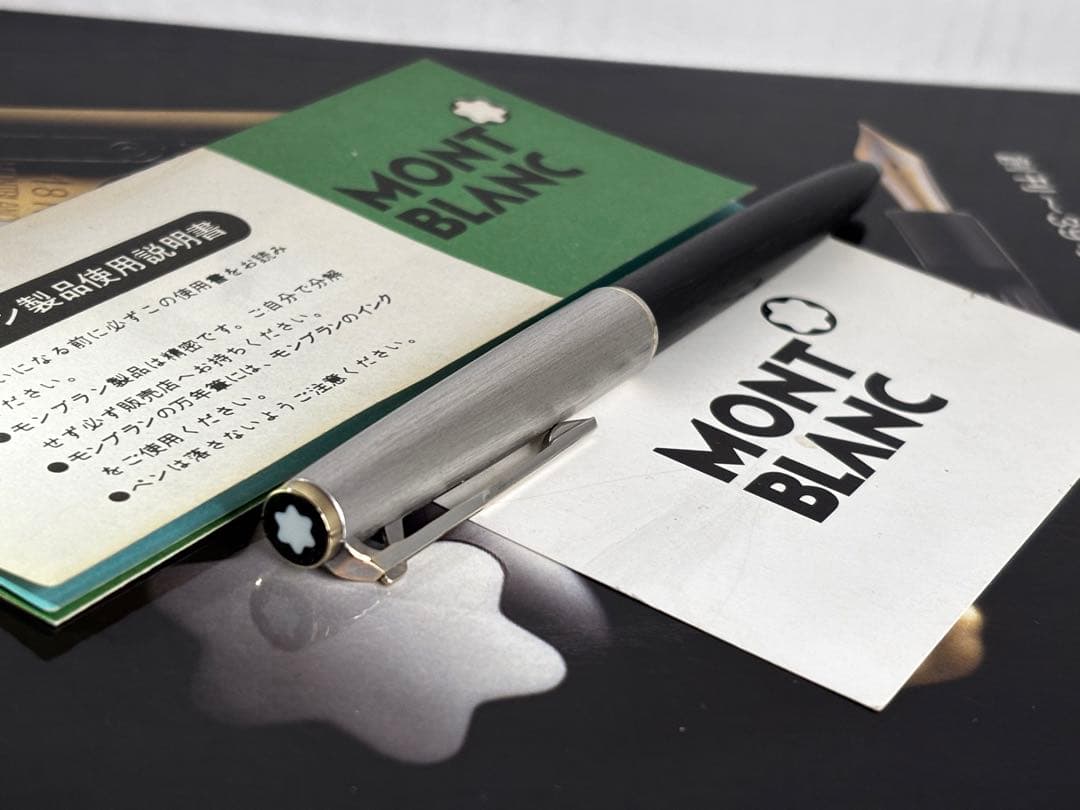 MONT
BLANC
ン製品使用説明書
いになる前に必ずこの使用書をお読み
ださい。
●モンブラン製品は精密です。ご自分で分解
せず必ず販売店へお持ちください。
●モンブランの万年筆には、モンブランのインク
をご使用ください。
●ペンは落さないようご注意ください。
MONT
BLANC